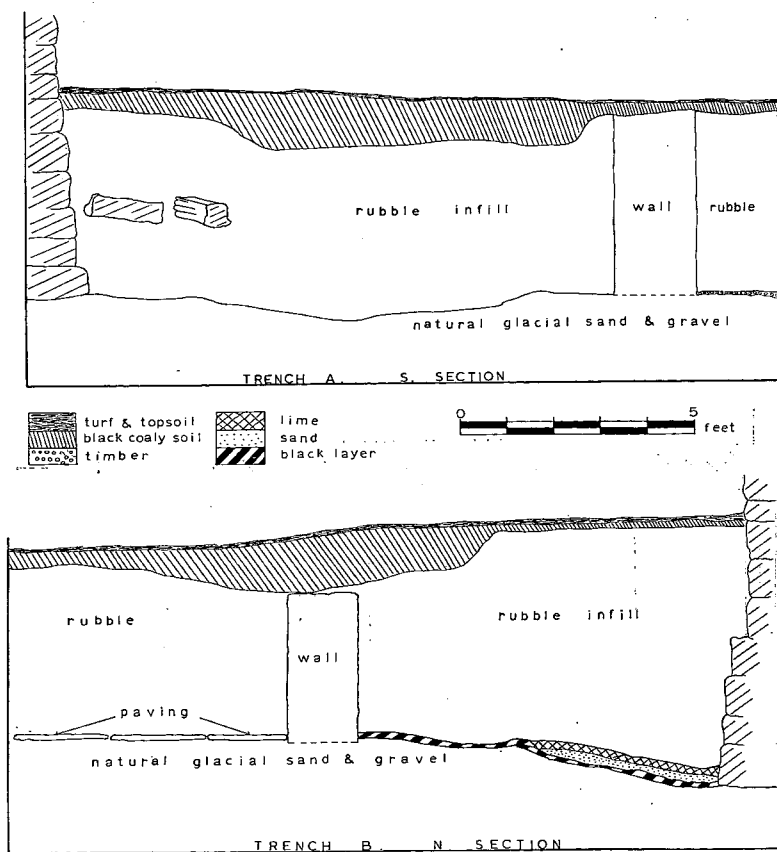 rubble infill
wall
rubble
natural glacial sand & gravel
TRENCH A. S. SECTION
turf & topsoil
black coaly soil
timber
lime
sand
black layer
0 5
feet
rubble
wall
rubble infill
paving
natural glacial sand & gravel
TRENCH B. N. SECTION